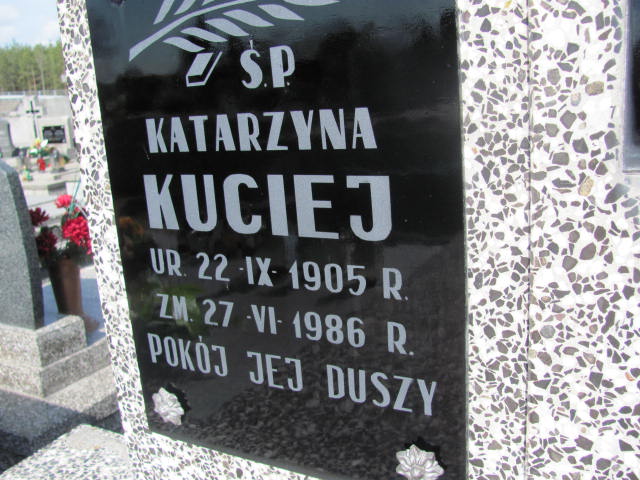 Ś.P.
KATARZYNA
KUCIEJ
UR. 22-IX-1905 R.
ZM. 27-VI-1986 R.
POKÓJ JEJ DUSZY